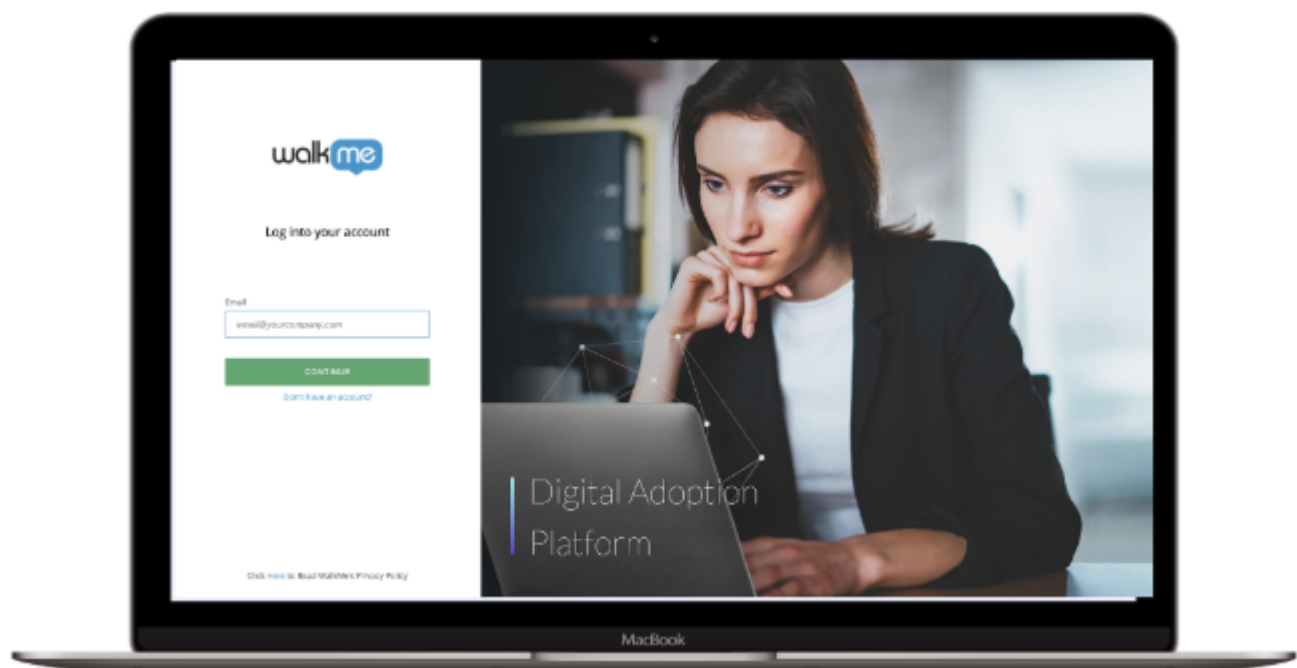 walkme
Log into your account
Email
email@yourcompany.com
CONTINUE
Don't have an account?
Click Here to Read WalkMe's Privacy Policy
Digital Adoption
Platform
MacBook